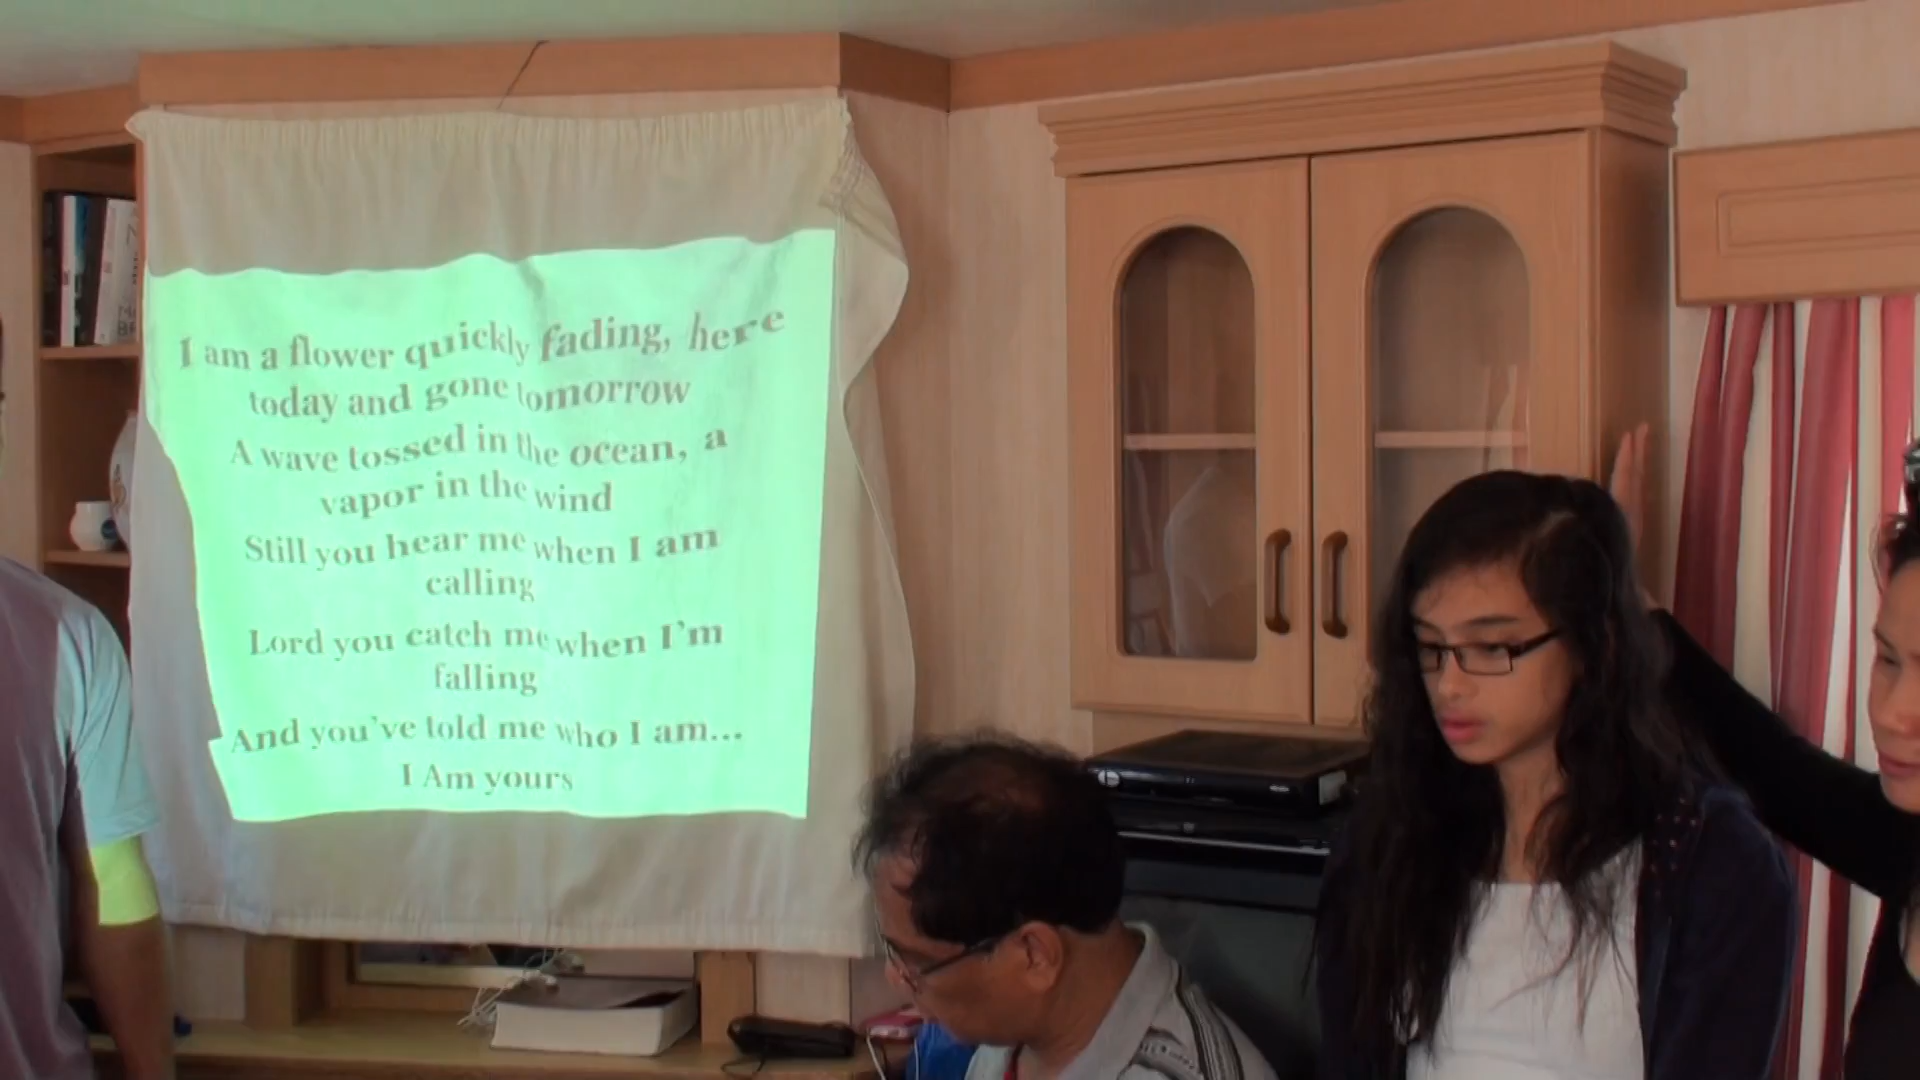 I am a flower quickly fading, here
today and gone tomorrow
A wave tossed in the ocean, a
vapor in the wind
Still you hear me when I am
calling
Lord you catch me when I'm
falling
And you've told me who I am...
I Am yours